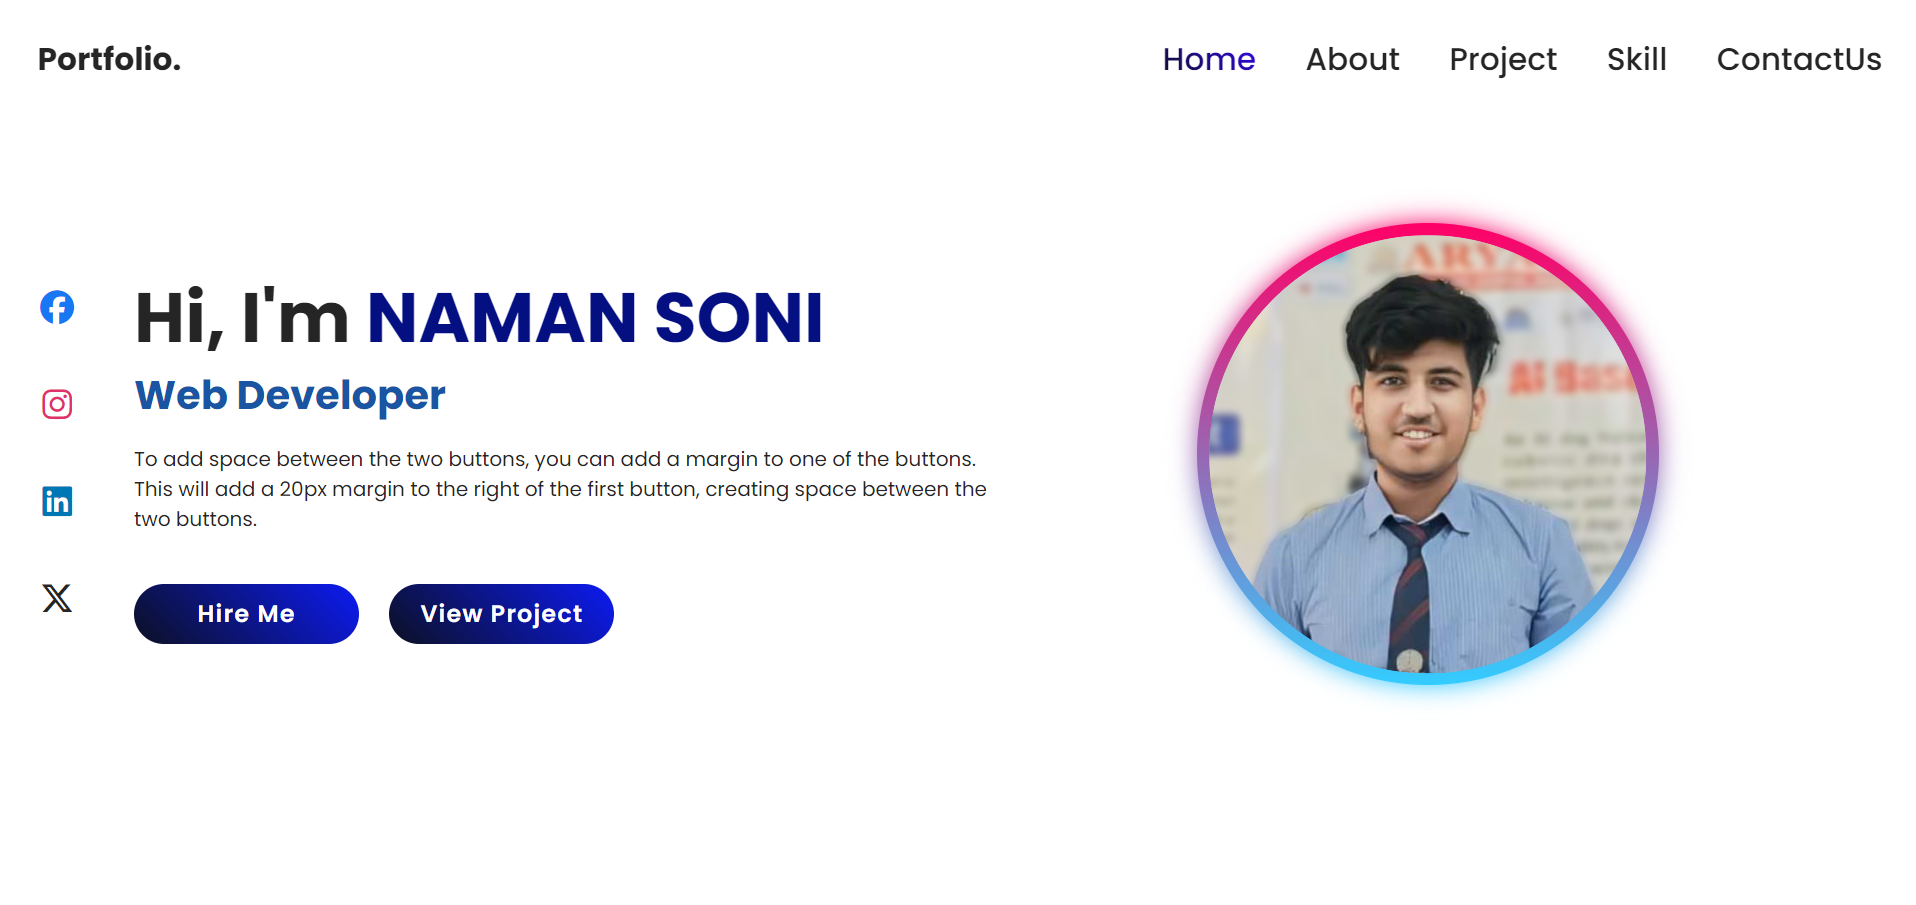 Portfolio.
Home About Project Skill ContactUs
Hi, I'm NAMAN SONI
Web Developer
To add space between the two buttons, you can add a margin to one of the buttons.
This will add a 20px margin to the right of the first button, creating space between the
two buttons.
Hire Me View Project